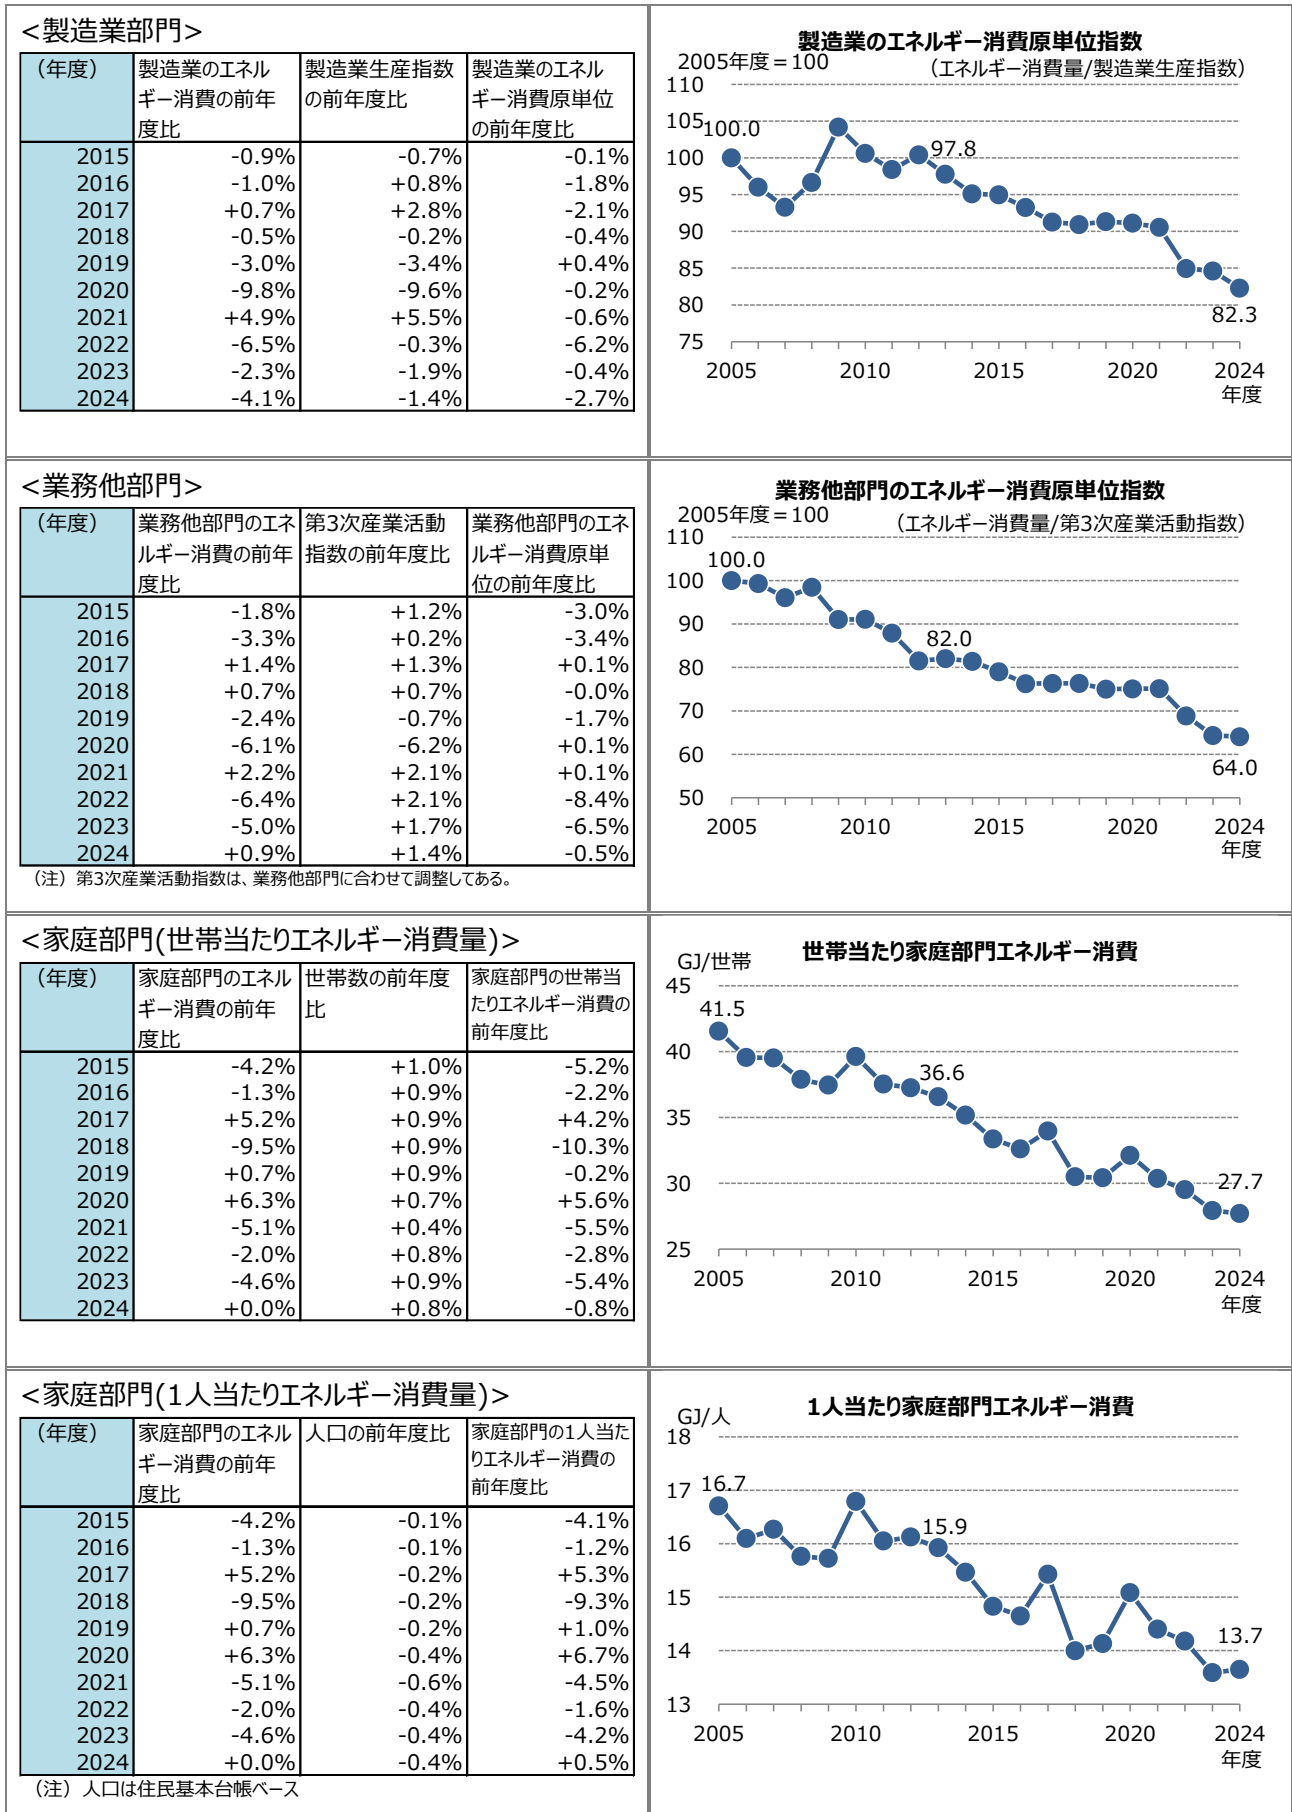 <製造業部門>
（年度） 製造業のエネルギー消費の前年度比 製造業生産指数の前年度比 製造業のエネルギー消費原単位の前年度比
2015 -0.9% -0.7% -0.1%
2016 -1.0% +0.8% -1.8%
2017 +0.7% +2.8% -2.1%
2018 -0.5% -0.2% -0.4%
2019 -3.0% -3.4% +0.4%
2020 -9.8% -9.6% -0.2%
2021 +4.9% +5.5% -0.6%
2022 -6.5% -0.3% -6.2%
2023 -2.3% -1.9% -0.4%
2024 -4.1% -1.4% -2.7%
製造業のエネルギー消費原単位指数
2005年度＝100
（エネルギー消費量/製造業生産指数）
110
105
100
95
90
85
80
75
100.0
97.8
82.3
2005 2010 2015 2020 2024
年度
<業務他部門>
（年度） 業務他部門のエネルギー消費の前年度比 第3次産業活動指数の前年度比 業務他部門のエネルギー消費原単位の前年度比
2015 -1.8% +1.2% -3.0%
2016 -3.3% +0.2% -3.4%
2017 +1.4% +1.3% +0.1%
2018 +0.7% +0.7% -0.0%
2019 -2.4% -0.7% -1.7%
2020 -6.1% -6.2% +0.1%
2021 +2.2% +2.1% +0.1%
2022 -6.4% +2.1% -8.4%
2023 -5.0% +1.7% -6.5%
2024 +0.9% +1.4% -0.5%
（注）第3次産業活動指数は、業務他部門に合わせて調整してある。
業務他部門のエネルギー消費原単位指数
2005年度＝100
（エネルギー消費量/第3次産業活動指数）
110
100
90
80
70
60
50
100.0
82.0
64.0
2005 2010 2015 2020 2024
年度
<家庭部門(世帯当たりエネルギー消費量)>
（年度） 家庭部門のエネルギー消費の前年度比 世帯数の前年度比 家庭部門の世帯当たりエネルギー消費の前年度比
2015 -4.2% +1.0% -5.2%
2016 -1.3% +0.9% -2.2%
2017 +5.2% +0.9% +4.2%
2018 -9.5% +0.9% -10.3%
2019 +0.7% +0.9% -0.2%
2020 +6.3% +0.7% +5.6%
2021 -5.1% +0.4% -5.5%
2022 -2.0% +0.8% -2.8%
2023 -4.6% +0.9% -5.4%
2024 +0.0% +0.8% -0.8%
世帯当たり家庭部門エネルギー消費
GJ/世帯
45
40
35
30
25
41.5
36.6
27.7
2005 2010 2015 2020 2024
年度
<家庭部門(1人当たりエネルギー消費量)>
（年度） 家庭部門のエネルギー消費の前年度比 人口の前年度比 家庭部門の1人当たりエネルギー消費の前年度比
2015 -4.2% -0.1% -4.1%
2016 -1.3% -0.1% -1.2%
2017 +5.2% -0.2% +5.3%
2018 -9.5% -0.2% -9.3%
2019 +0.7% -0.2% +1.0%
2020 +6.3% -0.4% +6.7%
2021 -5.1% -0.6% -4.5%
2022 -2.0% -0.4% -1.6%
2023 -4.6% -0.4% -4.2%
2024 +0.0% -0.4% +0.5%
（注）人口は住民基本台帳ベース
1人当たり家庭部門エネルギー消費
GJ/人
18
17
16
15
14
13
16.7
15.9
13.7
2005 2010 2015 2020 2024
年度